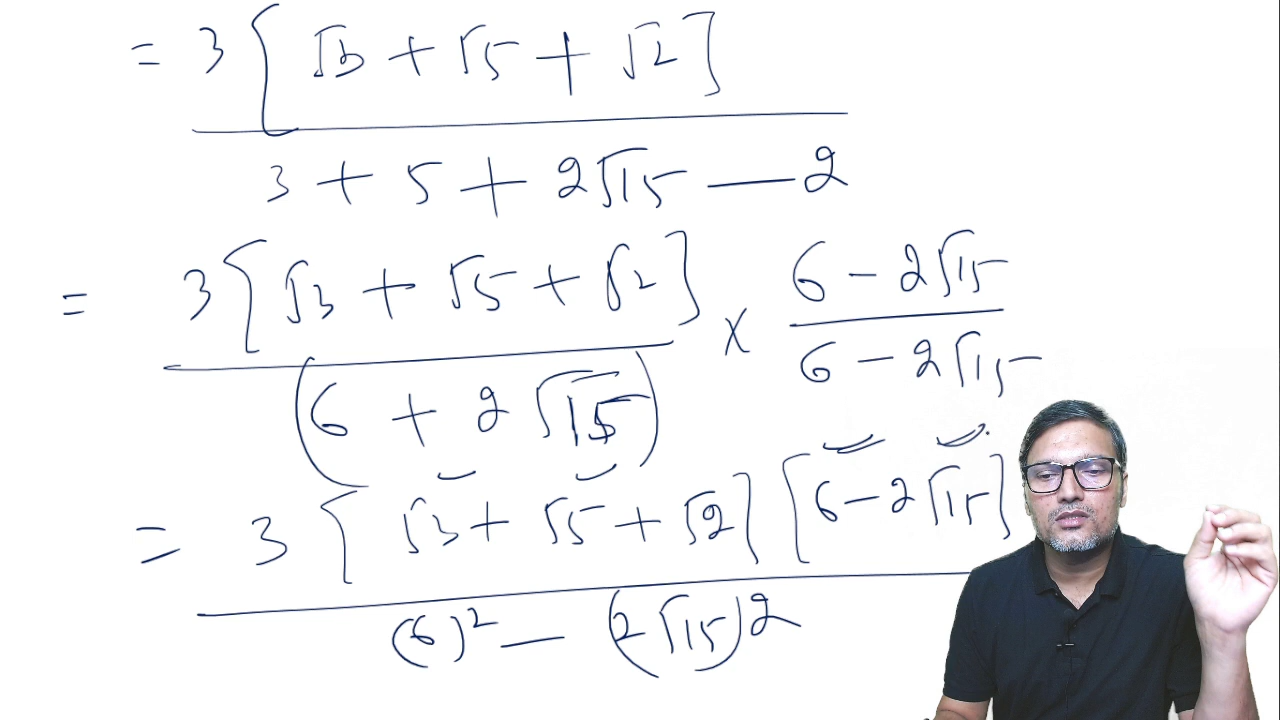 = 3 [ √3 + √5 + √2 ]
3 + 5 + 2√15 — 2
= 3 [ √3 + √5 + √2 ] × 6 - 2√15
(6 + 2√15) 6 - 2√15
= 3 [ √3 + √5 + √2 ] [ 6 - 2√15 ]
(6)² — (2√15)2